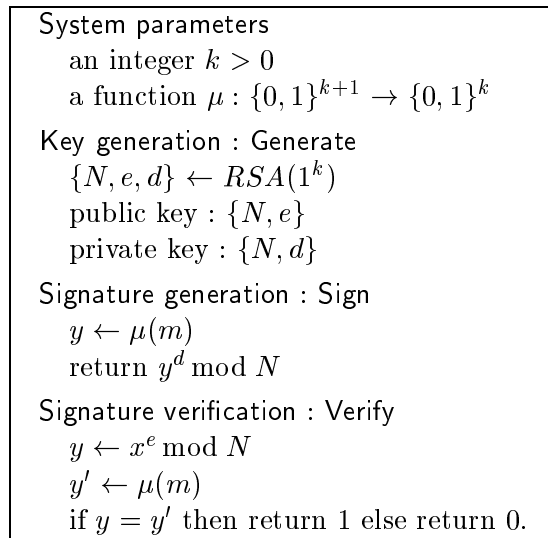 System parameters
an integer k > 0
a function μ : {0, 1}^{k+1} → {0, 1}^k
Key generation : Generate
{N, e, d} ← RSA(1^k)
public key : {N, e}
private key : {N, d}
Signature generation : Sign
y ← μ(m)
return y^d mod N
Signature verification : Verify
y ← x^e mod N
y′ ← μ(m)
if y = y′ then return 1 else return 0.